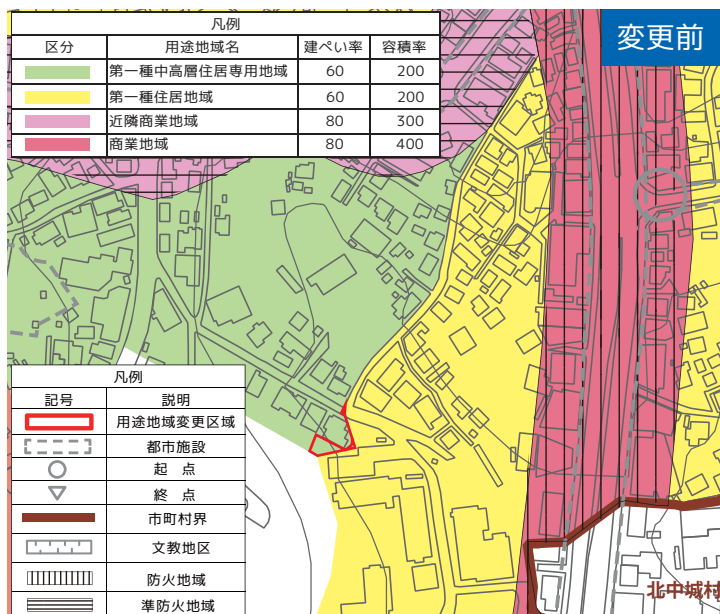 凡例
区分 用途地域名 建ぺい率 容積率
第一種中高層住居専用地域 60 200
第一種住居地域 60 200
近隣商業地域 80 300
商業地域 80 400
変更前
凡例
記号 説明
用途地域変更区域
都市施設
起 点
終 点
市町村界
文教地区
防火地域
準防火地域
北中城村